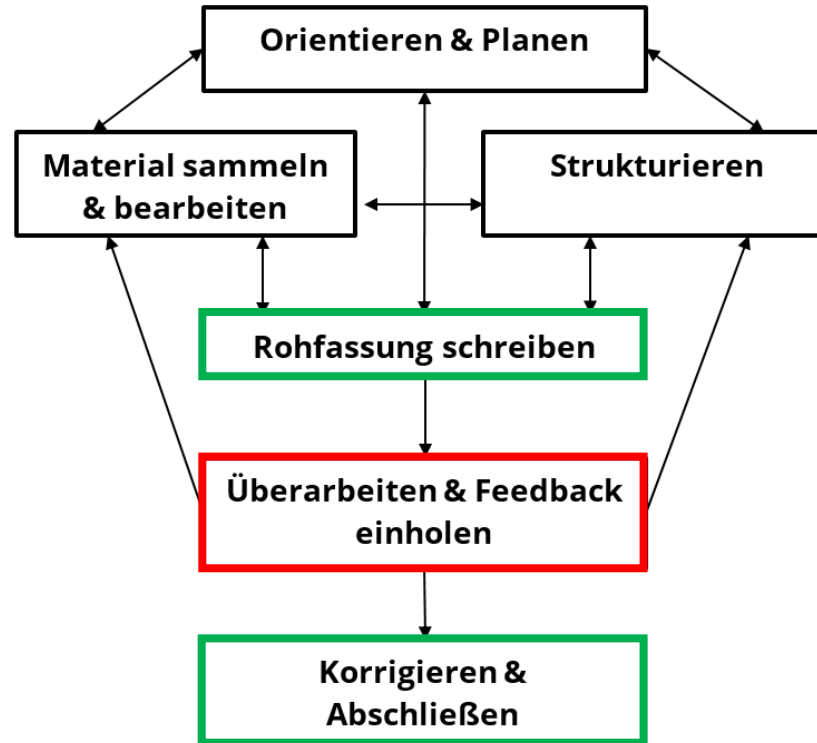 Orientieren & Planen
Material sammeln
& bearbeiten
Strukturieren
Rohfassung schreiben
Überarbeiten & Feedback
einholen
Korrigieren &
Abschließen